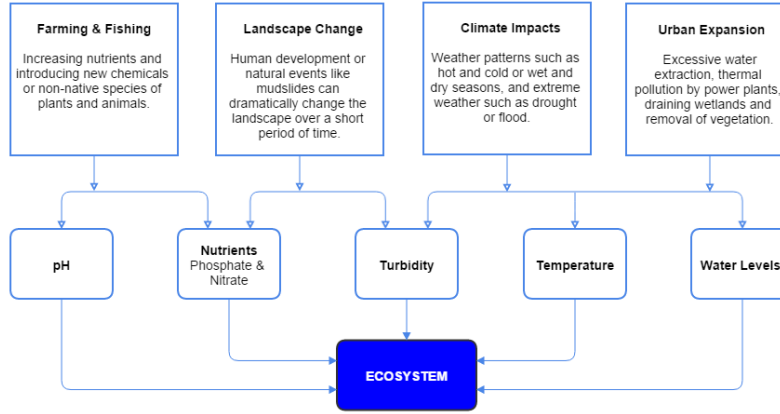 Farming & Fishing
Increasing nutrients and
introducing new chemicals
or non-native species of
plants and animals.
Landscape Change
Human development or
natural events like
mudslides can
dramatically change the
landscape over a short
period of time.
Climate Impacts
Weather patterns such as
hot and cold or wet and
dry seasons, and extreme
weather such as drought
or flood.
Urban Expansion
Excessive water
extraction, thermal
pollution by power plants,
draining wetlands and
removal of vegetation.
pH
Nutrients
Phosphate &
Nitrate
Turbidity
Temperature
Water Levels
ECOSYSTEM